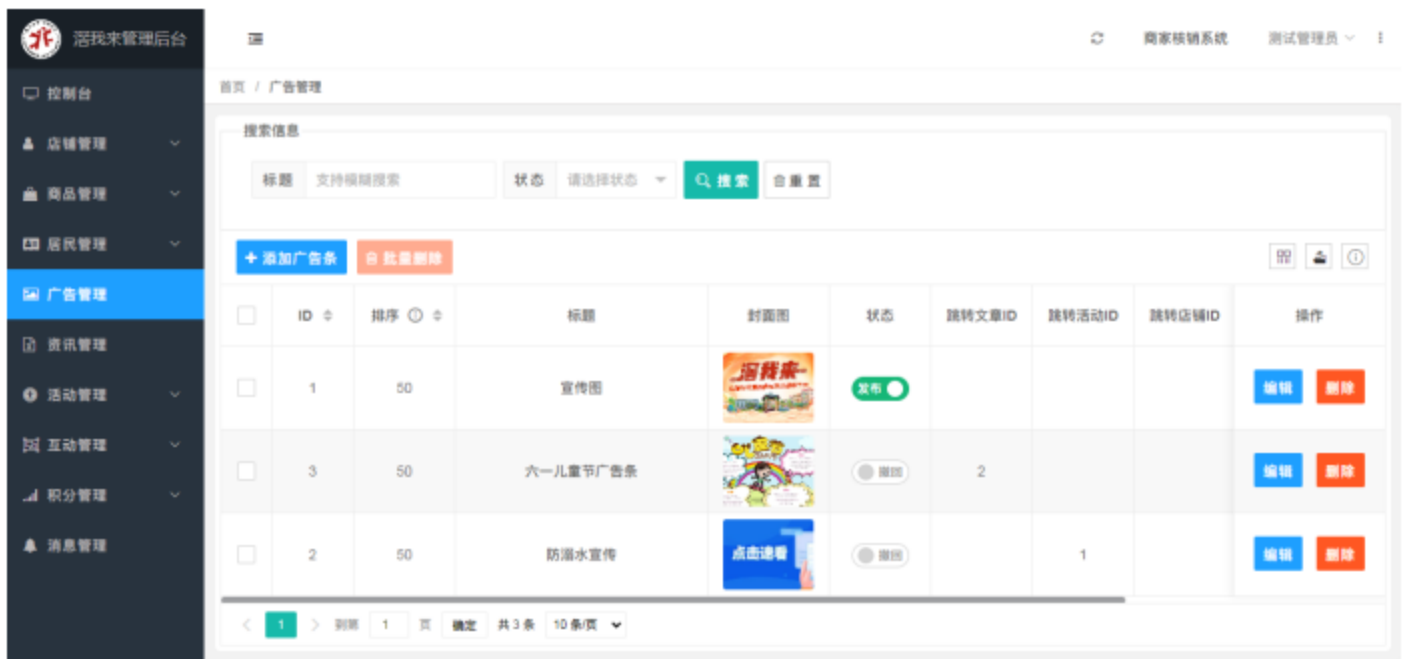 滘我来管理后台
商家核销系统 测试管理员
控制台
首页 / 广告管理
店铺管理
商品管理
居民管理
广告管理
资讯管理
活动管理
互动管理
积分管理
消息管理
搜索信息
标题 支持模糊搜索 状态 请选择状态 搜索 重置
添加广告条 批量删除
ID 排序 标题 封面图 状态 跳转文章ID 跳转活动ID 跳转店铺ID 操作
1 50 宣传图 滘我来 发布 编辑 删除
3 50 六一儿童节广告条 撤回 2 编辑 删除
2 50 防溺水宣传 点击速看 撤回 1 编辑 删除
1 到第 1 页 确定 共 3 条 10 条/页